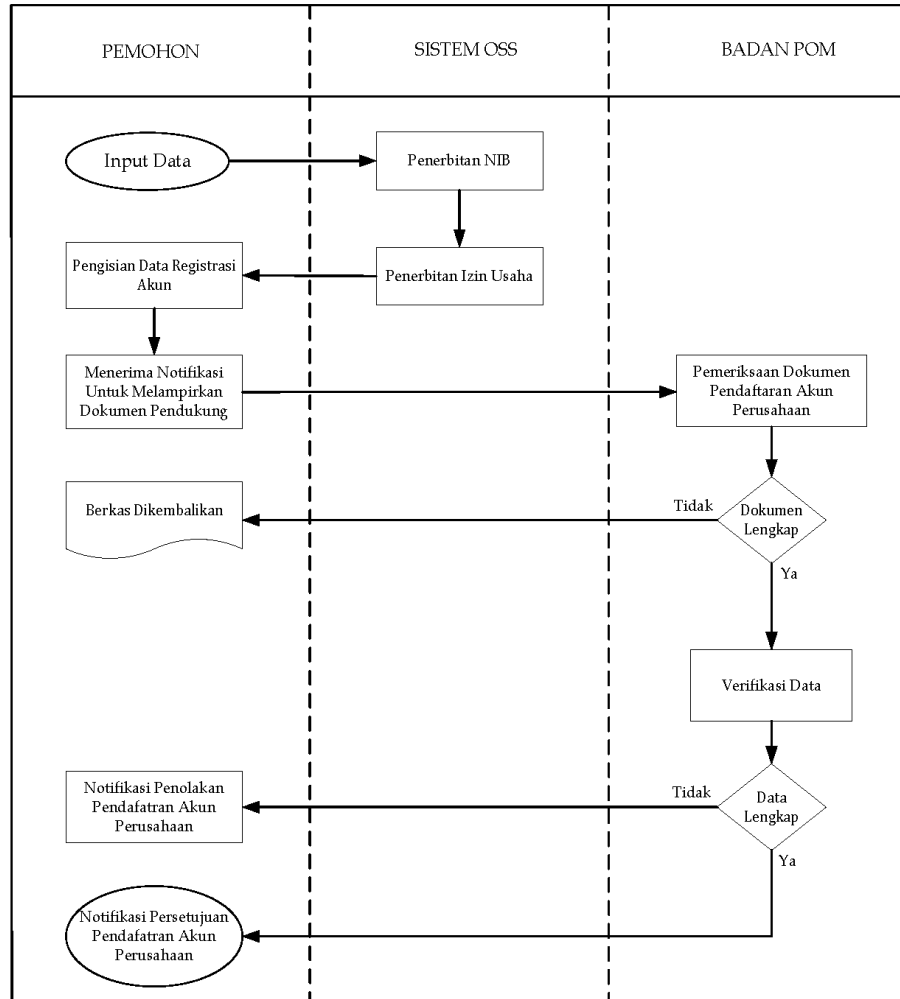 PEMOHON
SISTEM OSS
BADAN POM
Input Data
Penerbitan NIB
Pengisian Data Registrasi
Akun
Penerbitan Izin Usaha
Menerima Notifikasi
Untuk Melampirkan
Dokumen Pendukung
Pemeriksaan Dokumen
Pendaftaran Akun
Perusahaan
Berkas Dikembalikan
Tidak
Dokumen
Lengkap
Ya
Verifikasi Data
Notifikasi Penolakan
Pendafatran Akun
Perusahaan
Tidak
Data
Lengkap
Ya
Notifikasi Persetujuan
Pendafatran Akun
Perusahaan